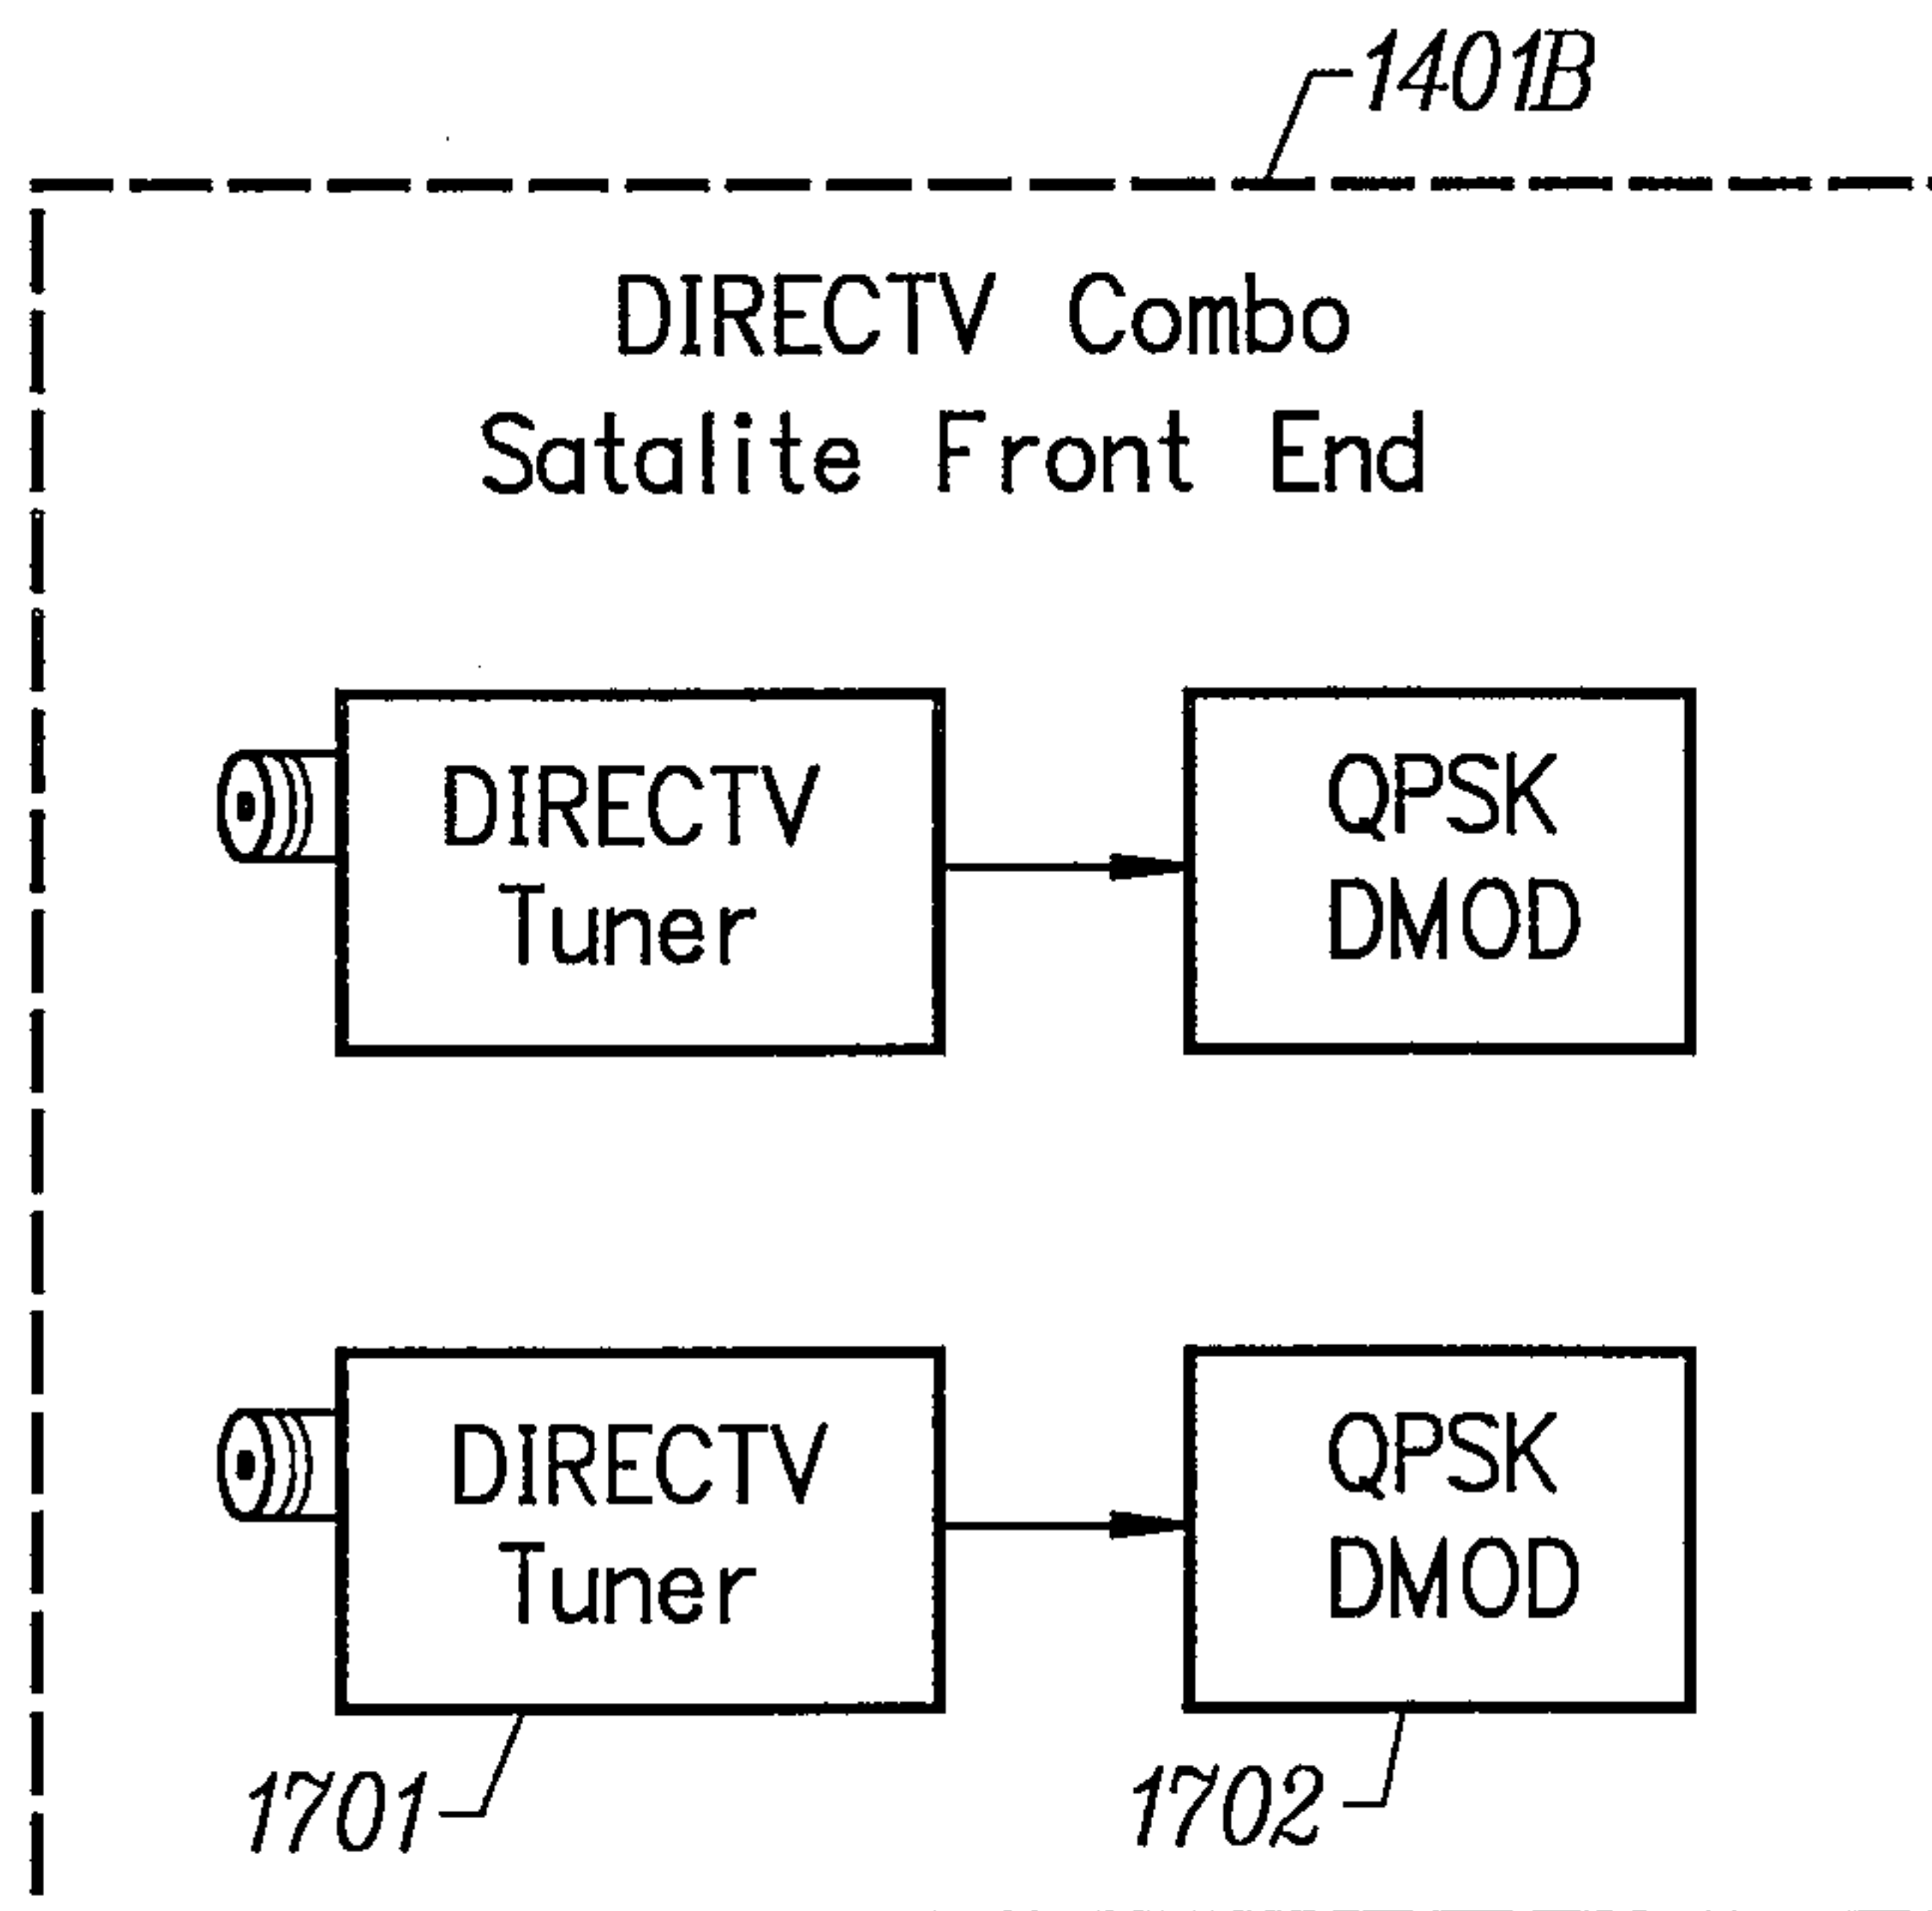 1401B
DIRECTV Combo
Satalite Front End
DIRECTV
Tuner
QPSK
DMOD
DIRECTV
Tuner
QPSK
DMOD
1701
1702